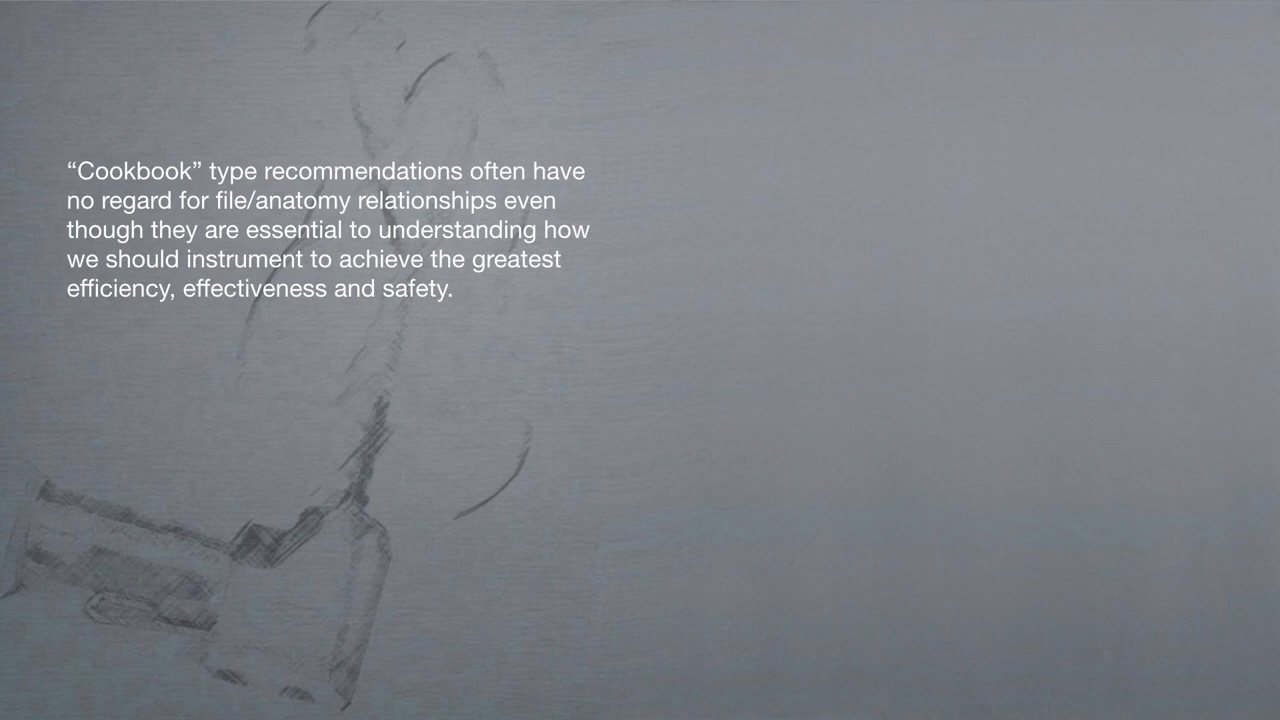 “Cookbook” type recommendations often have
no regard for file/anatomy relationships even
though they are essential to understanding how
we should instrument to achieve the greatest
efficiency, effectiveness and safety.